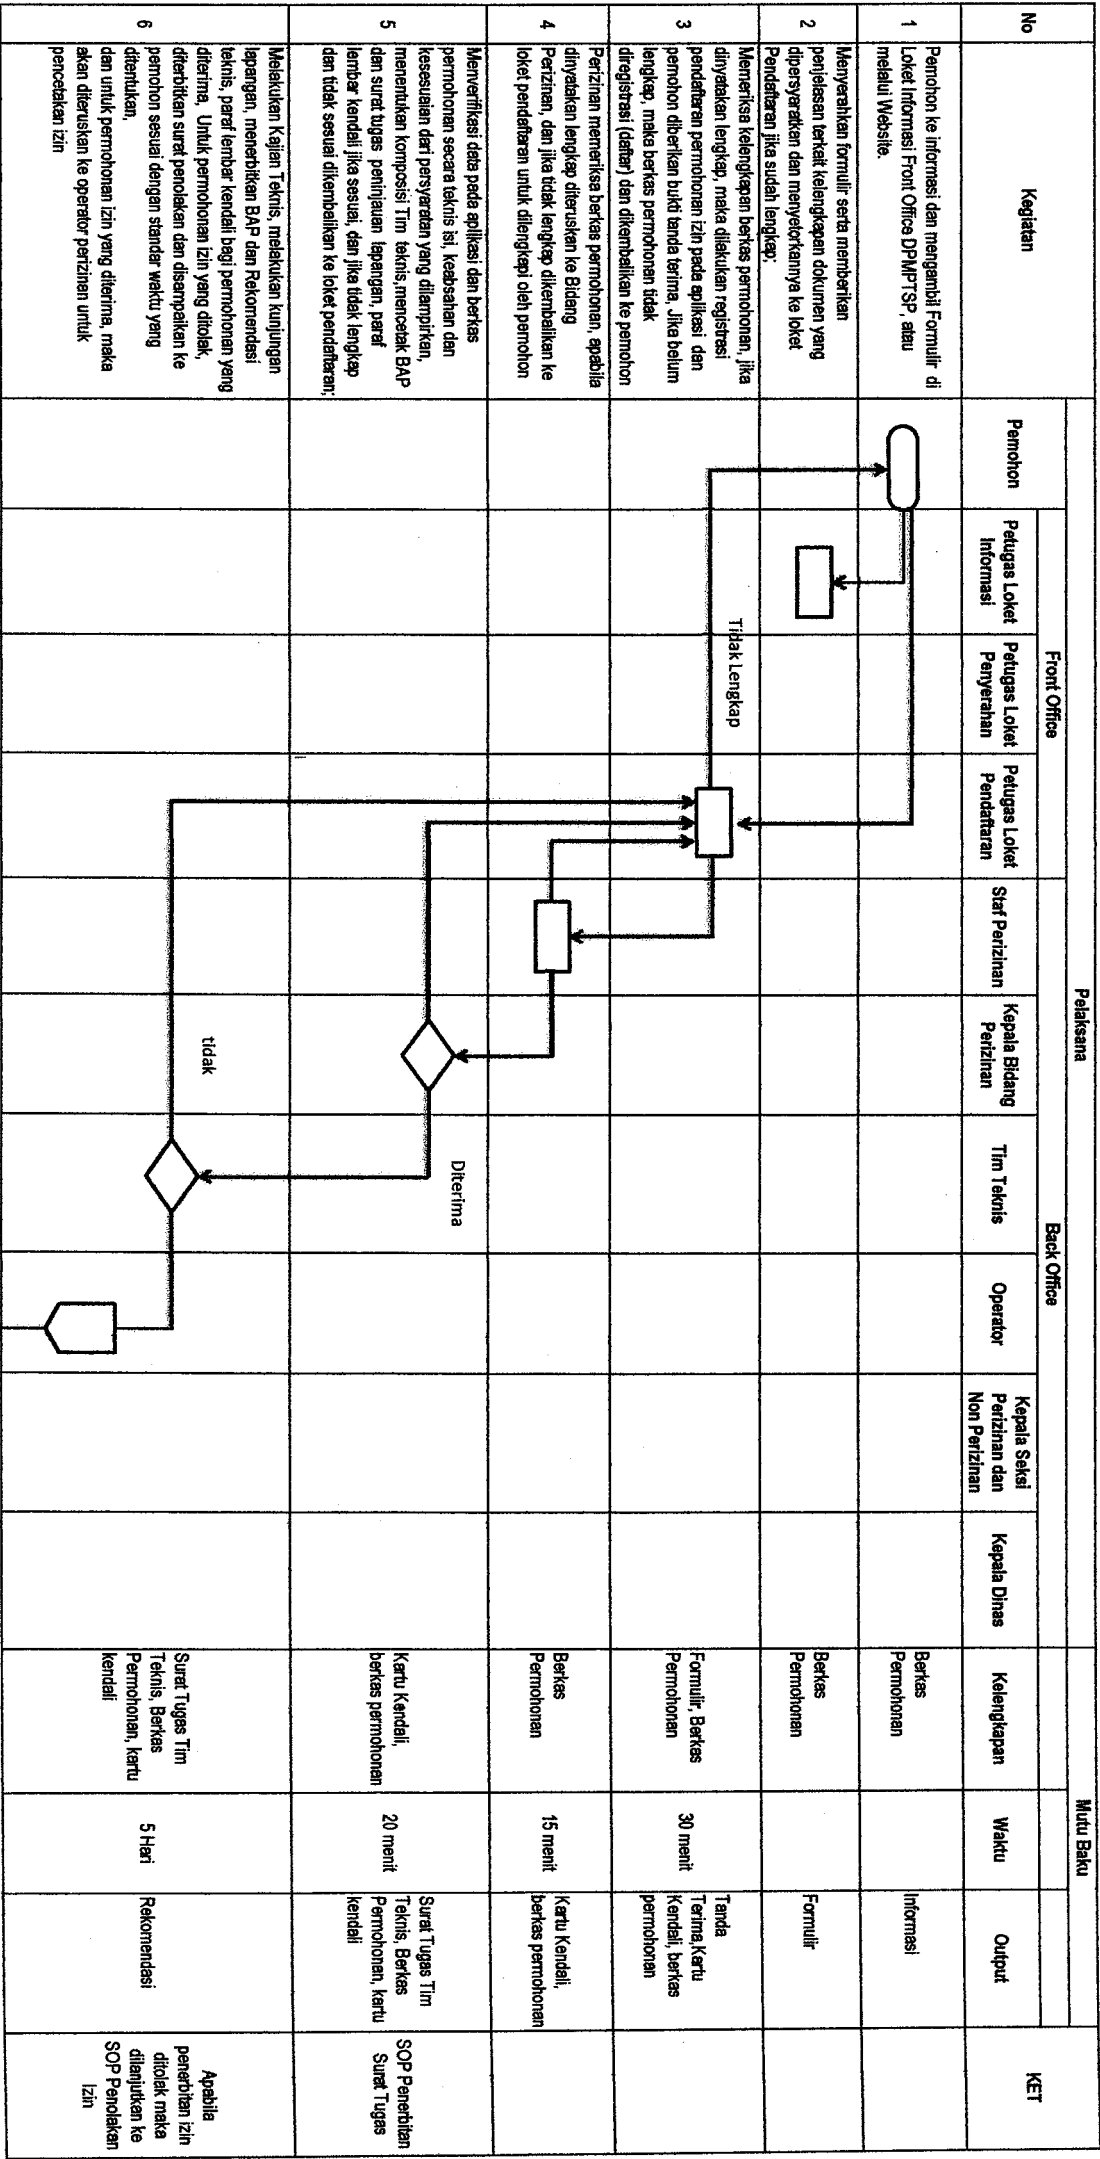 No
Kegiatan
Pelaksana
Mutu Baku
KET
Front Office
Back Office
Pemohon
Petugas Loket
Informasi
Petugas Loket
Penyerahan
Petugas Loket
Pendaftaran
Staf Perizinan
Kepala Bidang
Perizinan
Tim Teknis
Operator
Kepala Seksi
Perizinan dan
Non Perizinan
Kepala Dinas
Kelengkapan
Waktu
Output
1
Pemohon ke informasi dan mengambil Formulir di
Loket Informasi Front Office DPMPTSP, atau
melalui Website.
Berkas
Permohonan
Informasi
2
Menyerahkan formulir serta memberikan
penjelasan terkait kelengkapan dokumen yang
dipersyaratkan dan menyetorkannya ke loket
Pendaftaran jika sudah lengkap;
Berkas
Permohonan
Formulir
3
Memeriksa kelengkapan berkas permohonan, jika
dinyatakan lengkap, maka dilakukan registrasi
pendaftaran permohonan izin pada aplikasi dan
pemohon diberikan bukti tanda terima, Jika belum
lengkap, maka berkas permohonan tidak
diregistrasi (daftar) dan dikembalikan ke pemohon
Tidak Lengkap
Formulir, Berkas
Permohonan
30 menit
Tanda
Terima,Kartu
Kendali, berkas
permohonan
4
Perizinan memeriksa berkas permohonan, apabila
dinyatakan lengkap diteruskan ke Bidang
Perizinan, dan jika tidak lengkap dikembalikan ke
loket pendaftaran untuk dilengkapi oleh pemohon
Berkas
Permohonan
15 menit
Kartu Kendali,
berkas permohonan
5
Menverifikasi data pada aplikasi dan berkas
permohonan secara teknis isi, keabsahan dan
kesesuaian dari persyaratan yang dilampirkan,
menentukan komposisi Tim teknis,mencetak BAP
dan surat tugas peninjauan lapangan, paraf
lembar kendali jika sesuai, dan jika tidak lengkap
dan tidak sesuai dikembalikan ke loket pendaftaran;
Diterima
Kartu Kendali,
berkas permohonan
20 menit
Surat Tugas Tim
Teknis, Berkas
Permohonan, kartu
kendali
SOP Penerbitan
Surat Tugas
6
Melakukan Kajian Teknis, melakukan kunjungan
lapangan, menerbitkan BAP dan Rekomendasi
teknis, paraf lembar kendali bagi permohonan yang
diterima, Untuk permohonan izin yang ditolak,
diterbitkan surat penolakan dan disampaikan ke
pemohon sesuai dengan standar waktu yang
ditentukan,
dan untuk permohonan izin yang diterima, maka
akan diteruskan ke operator perizinan untuk
pencetakan izin
tidak
Surat Tugas Tim
Teknis, Berkas
Permohonan, kartu
kendali
5 Hari
Rekomendasi
Apabila
penerbitan izin
ditolak maka
dilanjutkan ke
SOP Penolakan
Izin